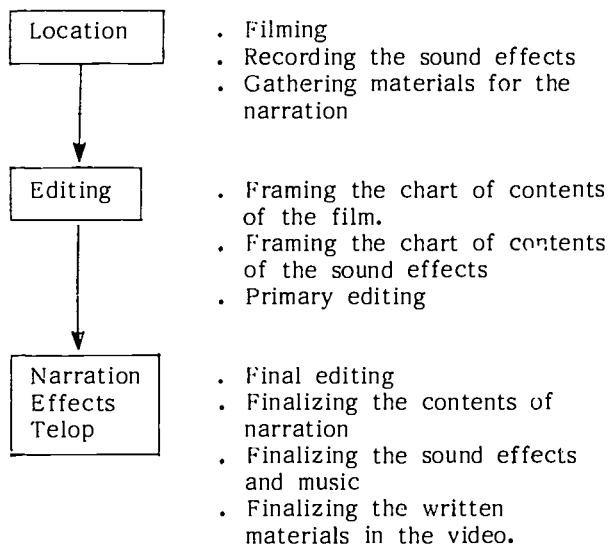 Location
. Filming
. Recording the sound effects
. Gathering materials for the
narration
Editing
. Framing the chart of contents
of the film.
. Framing the chart of contents
of the sound effects
. Primary editing
Narration
Effects
Telop
. Final editing
. Finalizing the contents of
narration
. Finalizing the sound effects
and music
. Finalizing the written
materials in the video.